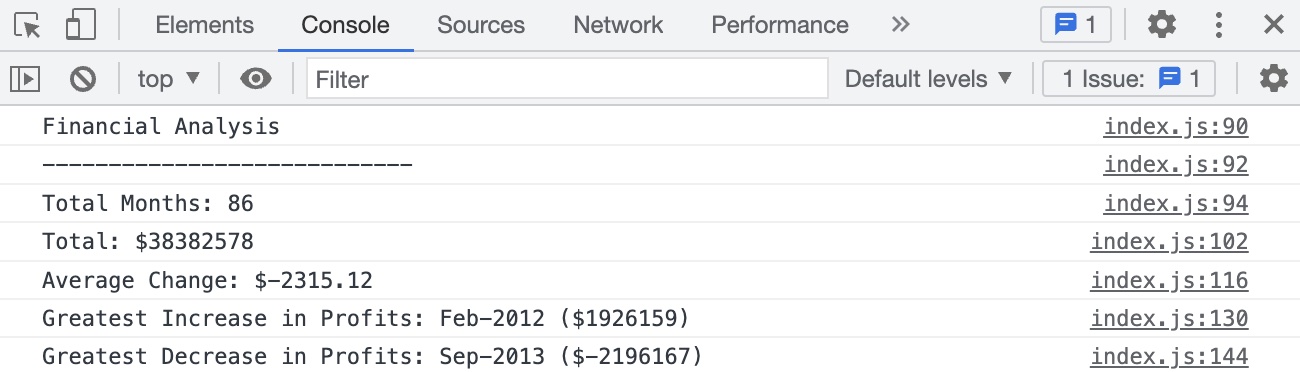 Elements Console Sources Network Performance » 1
top ▼ Filter Default levels ▼ 1 Issue: 1
Financial Analysis index.js:90
---------------------------- index.js:92
Total Months: 86 index.js:94
Total: $38382578 index.js:102
Average Change: $-2315.12 index.js:116
Greatest Increase in Profits: Feb-2012 ($1926159) index.js:130
Greatest Decrease in Profits: Sep-2013 ($-2196167) index.js:144